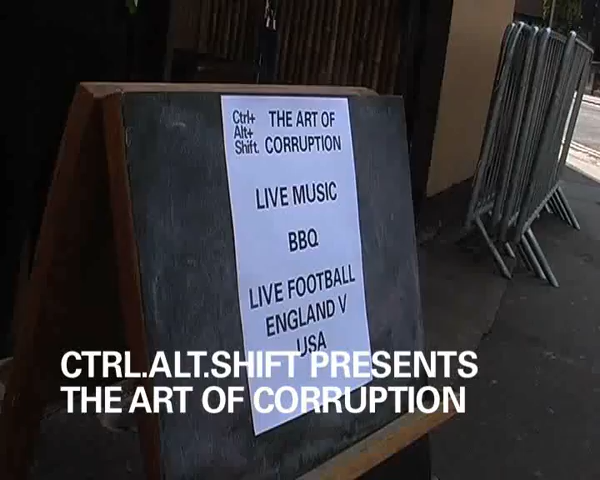 Ctrl+
Alt+
Shift
THE ART OF
CORRUPTION
LIVE MUSIC
BBQ
LIVE FOOTBALL
ENGLAND V
USA
CTRL.ALT.SHIFT PRESENTS
THE ART OF CORRUPTION